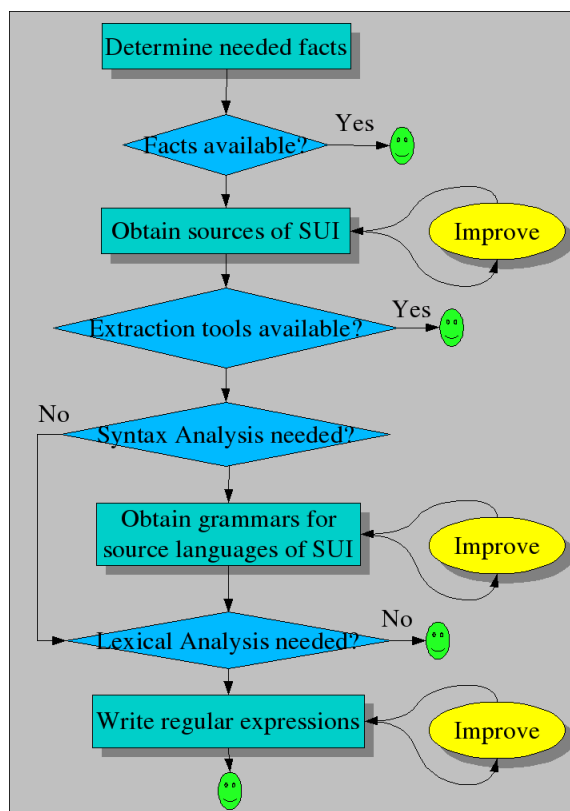 Determine needed facts
Yes
Facts available?
Obtain sources of SUI
Improve
Yes
Extraction tools available?
No
Syntax Analysis needed?
Obtain grammars for
source languages of SUI
Improve
No
Lexical Analysis needed?
Write regular expressions
Improve